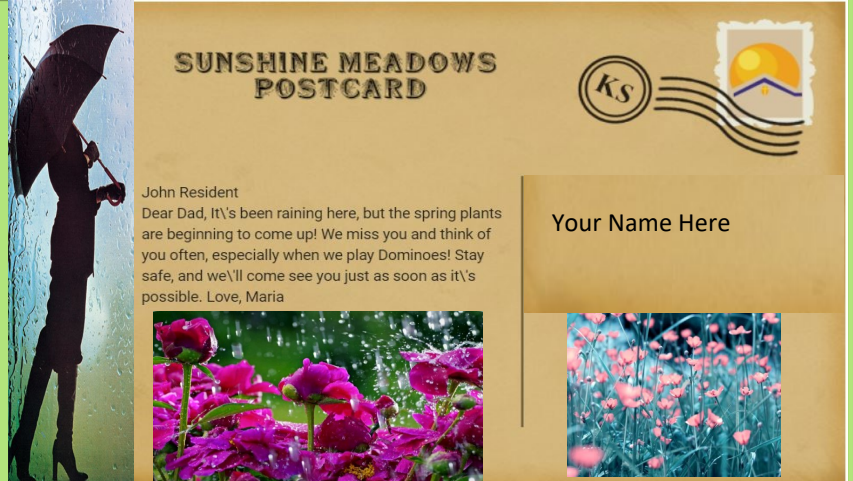 SUNSHINE MEADOWS
POSTCARD
KS
John Resident
Dear Dad, It\'s been raining here, but the spring plants
are beginning to come up! We miss you and think of
you often, especially when we play Dominoes! Stay
safe, and we\'ll come see you just as soon as it\'s
possible. Love, Maria
Your Name Here